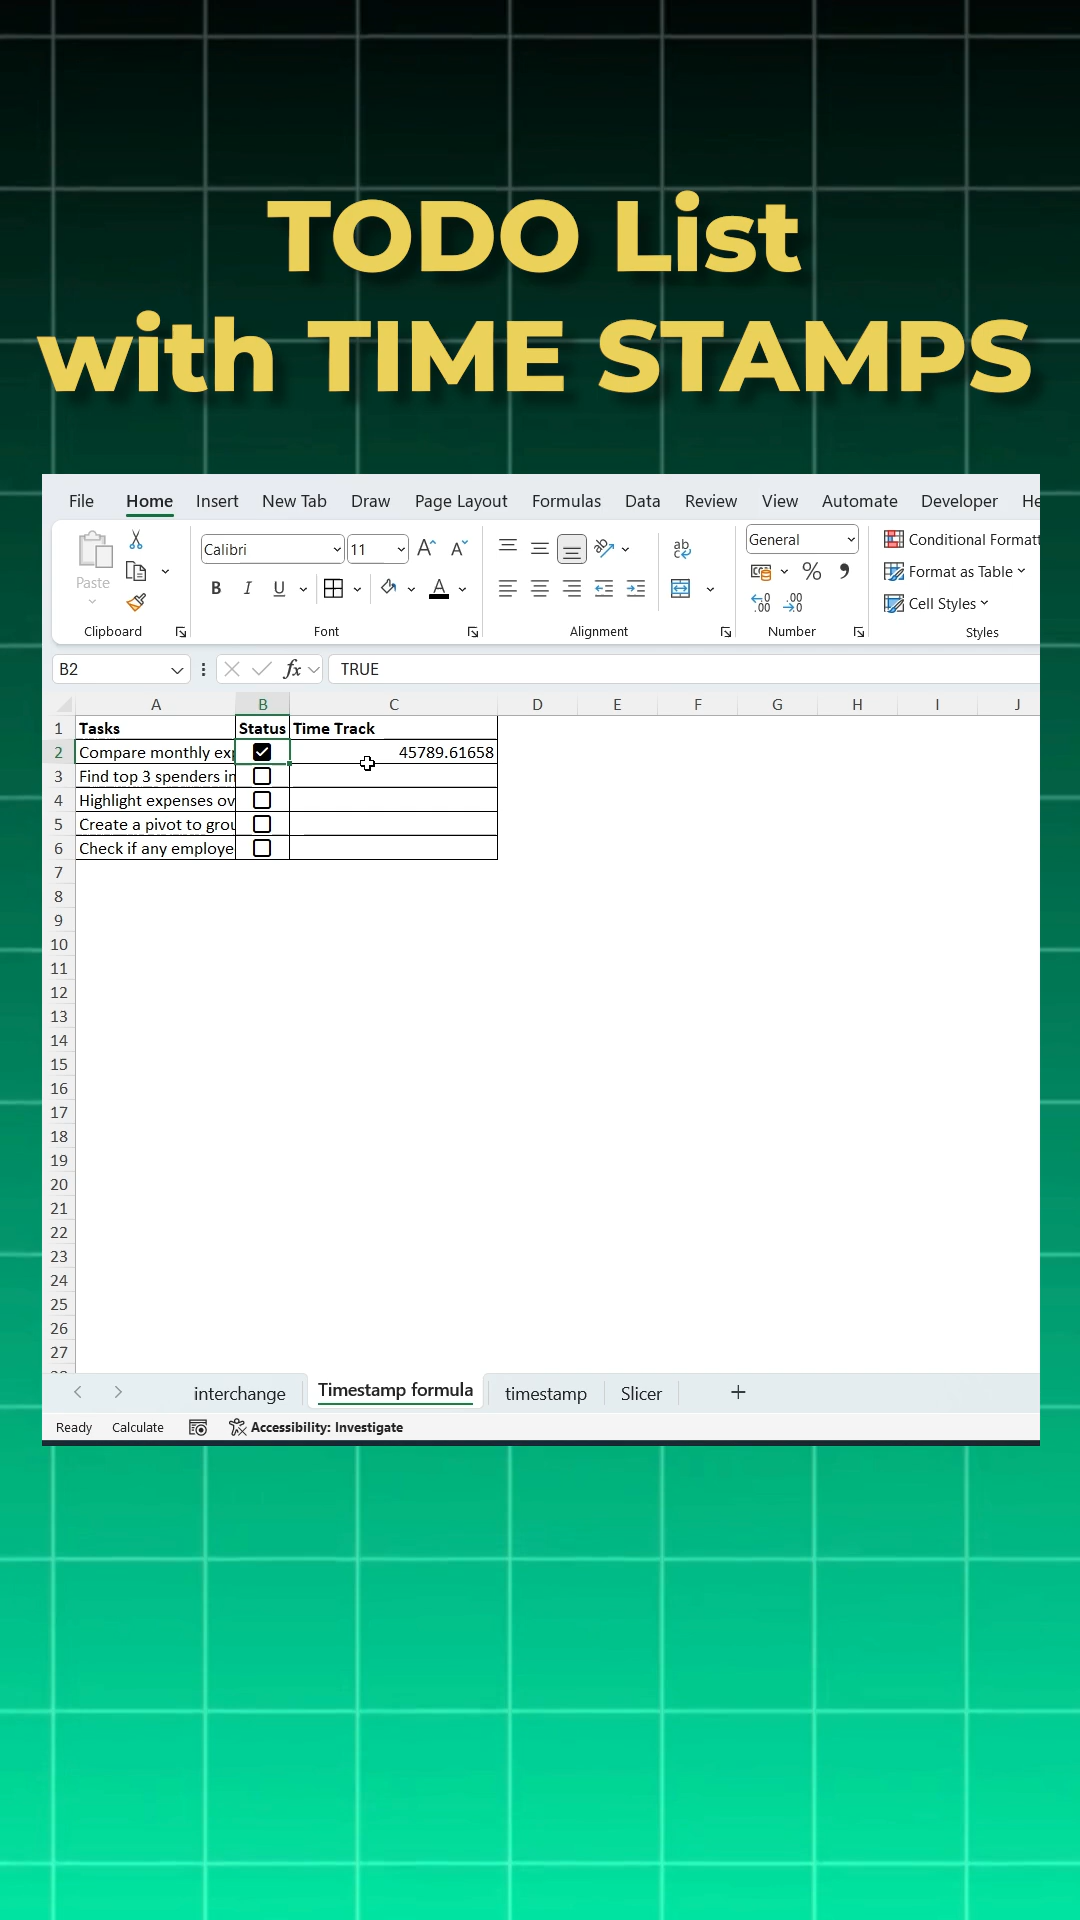 TODO List
with TIME STAMPS
File Home Insert New Tab Draw Page Layout Formulas Data Review View Automate Developer He
Paste
Calibri 11
General
Conditional Formatt
Format as Table
Cell Styles
B I U A
Clipboard Font Alignment Number Styles
B2 fx TRUE
A B C D E F G H I J
1 Tasks Status Time Track
2 Compare monthly exp 45789.61658
3 Find top 3 spenders in
4 Highlight expenses ov
5 Create a pivot to grou
6 Check if any employe
7
8
9
10
11
12
13
14
15
16
17
18
19
20
21
22
23
24
25
26
27
interchange Timestamp formula timestamp Slicer +
Ready Calculate Accessibility: Investigate